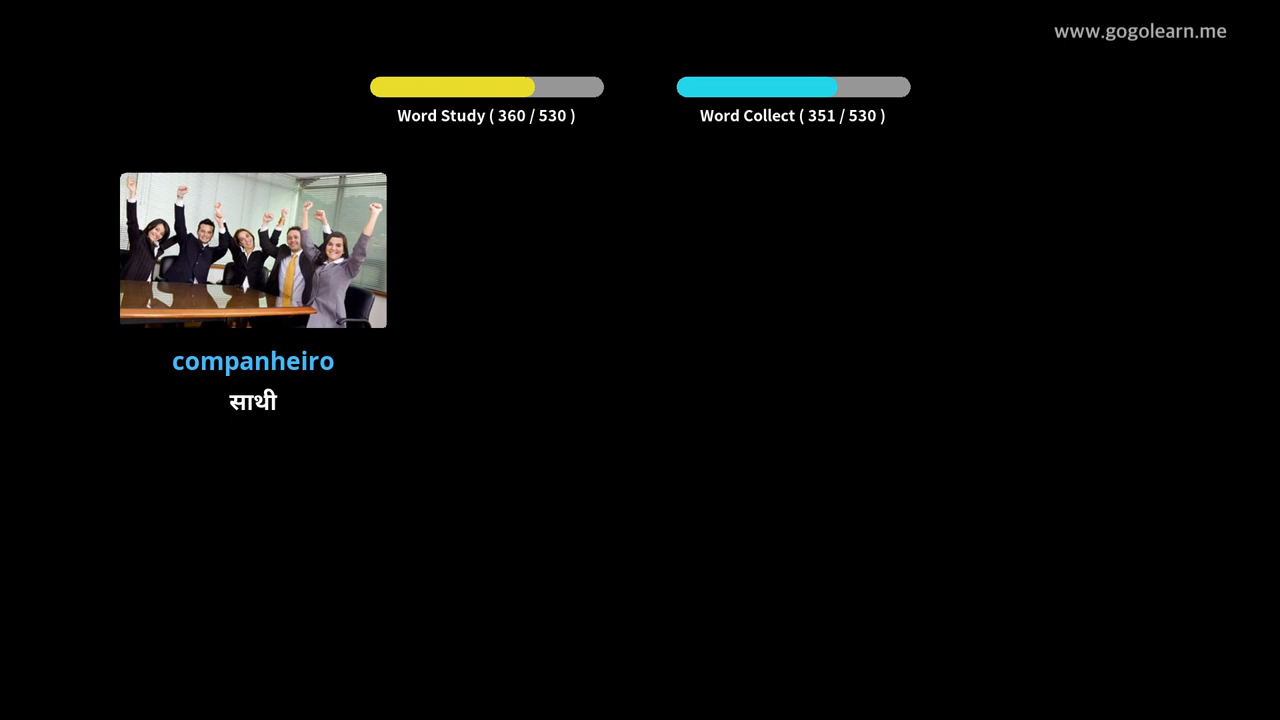 www.gogolearn.me
Word Study ( 360 / 530 )
Word Collect ( 351 / 530 )
companheiro
साथी